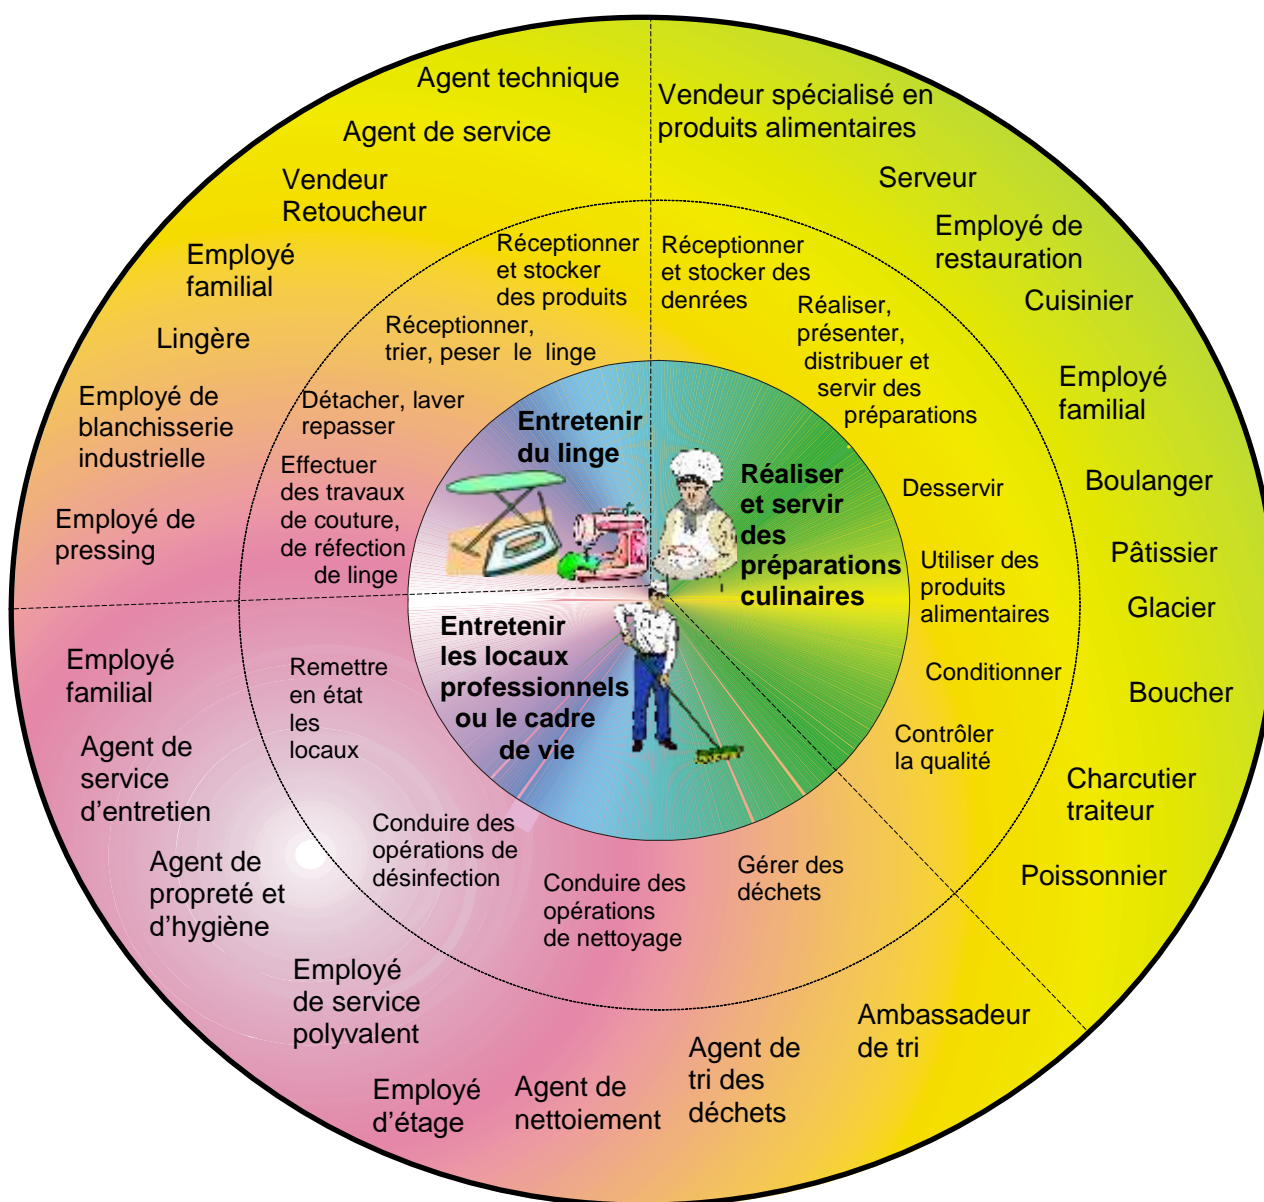 Agent technique
Agent de service
Vendeur
Retoucheur
Employé
familial
Lingère
Employé de
blanchisserie
industrielle
Employé de
pressing
Réceptionner
et stocker
des produits
Réceptionner,
trier, peser le linge
Détacher, laver
repasser
Effectuer
des travaux
de couture,
de réfection
de linge
Entretenir
du linge
Vendeur spécialisé en
produits alimentaires
Serveur
Employé de
restauration
Cuisinier
Employé
familial
Boulanger
Pâtissier
Glacier
Boucher
Charcutier
traiteur
Poissonnier
Réceptionner
et stocker des
denrées
Réaliser,
présenter,
distribuer et
servir des
préparations
Desservir
Utiliser des
produits
alimentaires
Conditionner
Contrôler
la qualité
Réaliser
et servir
des
préparations
culinaires
Entretenir
les locaux
professionnels
ou le cadre
de vie
Remettre
en état
les
locaux
Conduire des
opérations de
désinfection
Conduire des
opérations
de nettoyage
Gérer des
déchets
Employé
familial
Agent de
service
d’entretien
Agent de
propreté et
d’hygiène
Employé
de service
polyvalent
Employé
d’étage
Agent de
nettoiement
Agent de
tri des
déchets
Ambassadeur
de tri